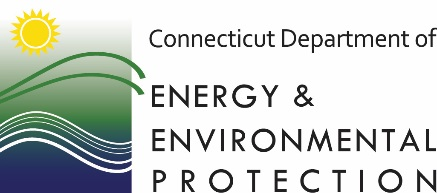 Connecticut Department of
ENERGY &
ENVIRONMENTAL
PROTECTION